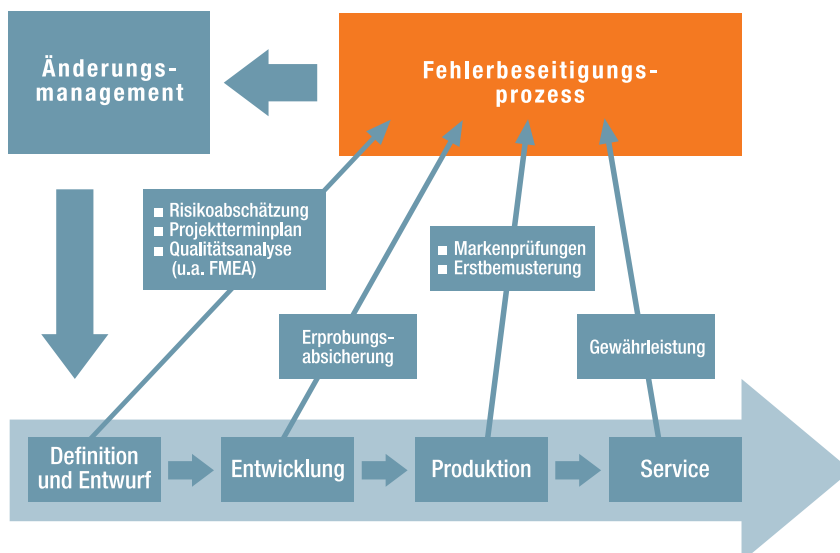 Änderungs-
management
Fehlerbeseitigungs-
prozess
Risikoabschätzung
Projektterminplan
Qualitätsanalyse
(u.a. FMEA)
Markenprüfungen
Erstbemusterung
Erprobungs-
absicherung
Gewährleistung
Definition
und Entwurf
Entwicklung
Produktion
Service